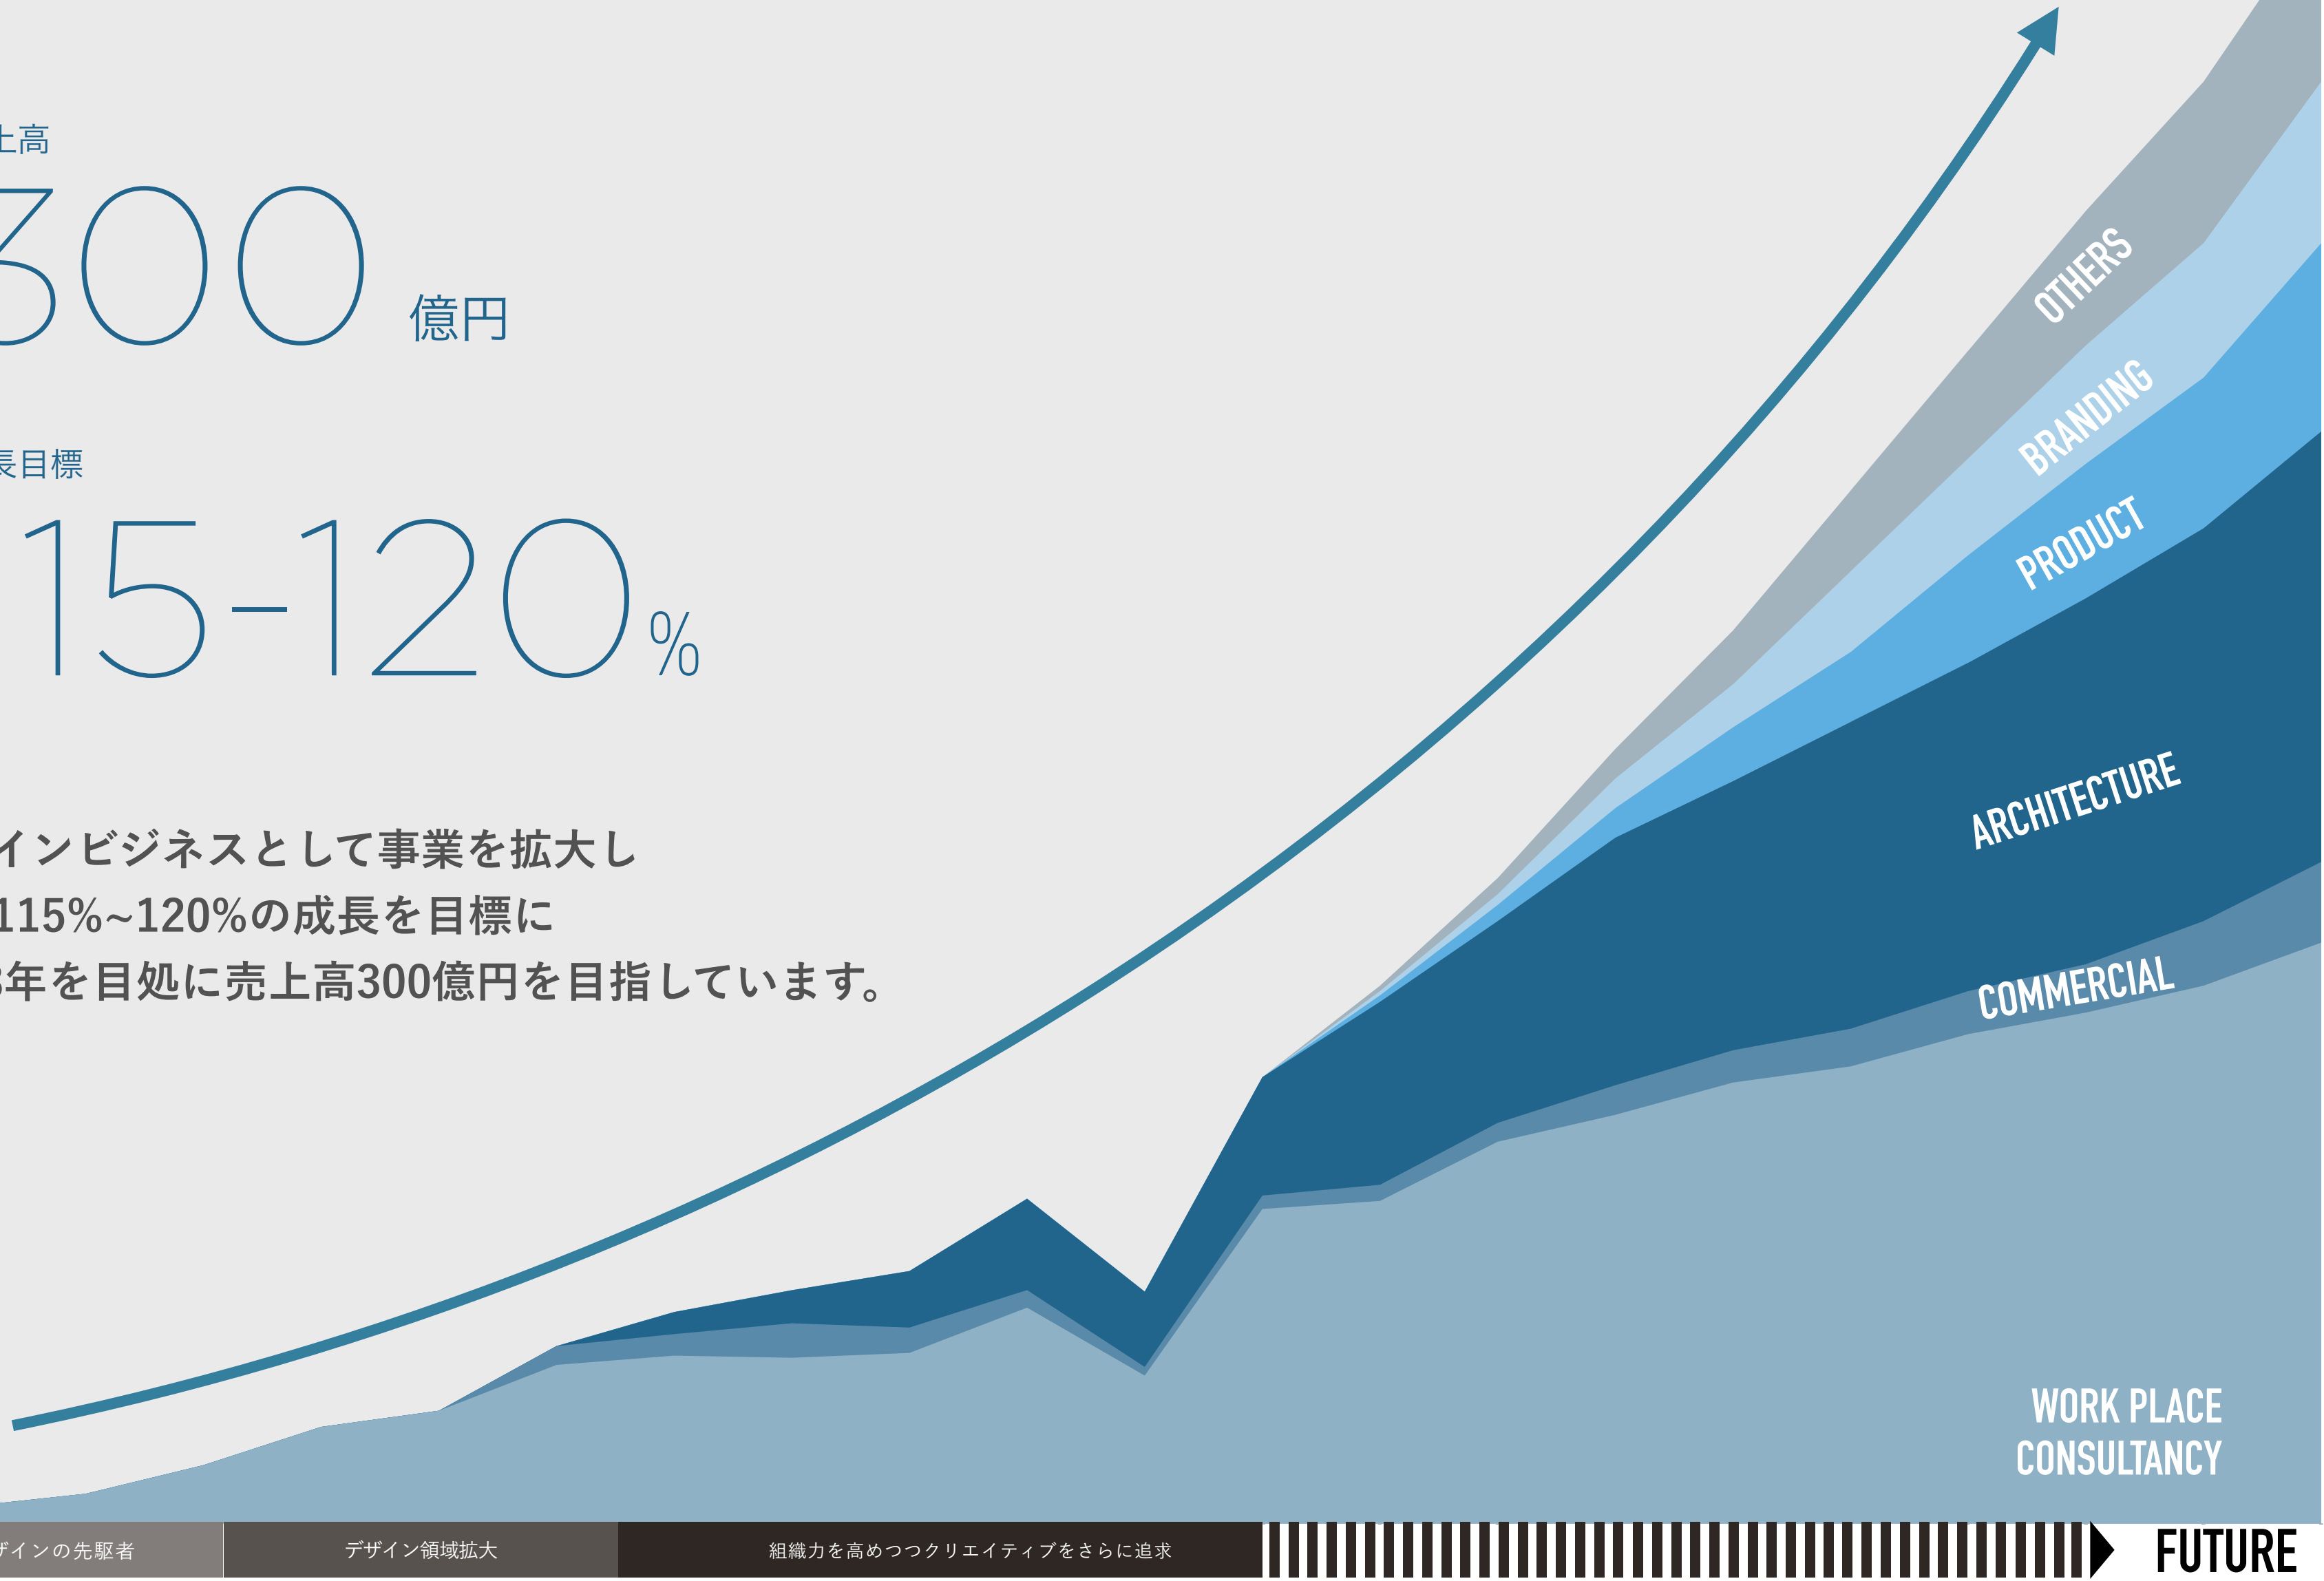 上高
300
億円
長目標
115-120%
インビジネスとして事業を拡大し
115%~120%の成長を目標に
年を目処に売上高300億円を目指しています。
OTHERS
BRANDING
PRODUCT
ARCHITECTURE
COMMERCIAL
WORK PLACE
CONSULTANCY
ザインの先駆者
デザイン領域拡大
組織力を高めつつクリエイティブをさらに追求
FUTURE